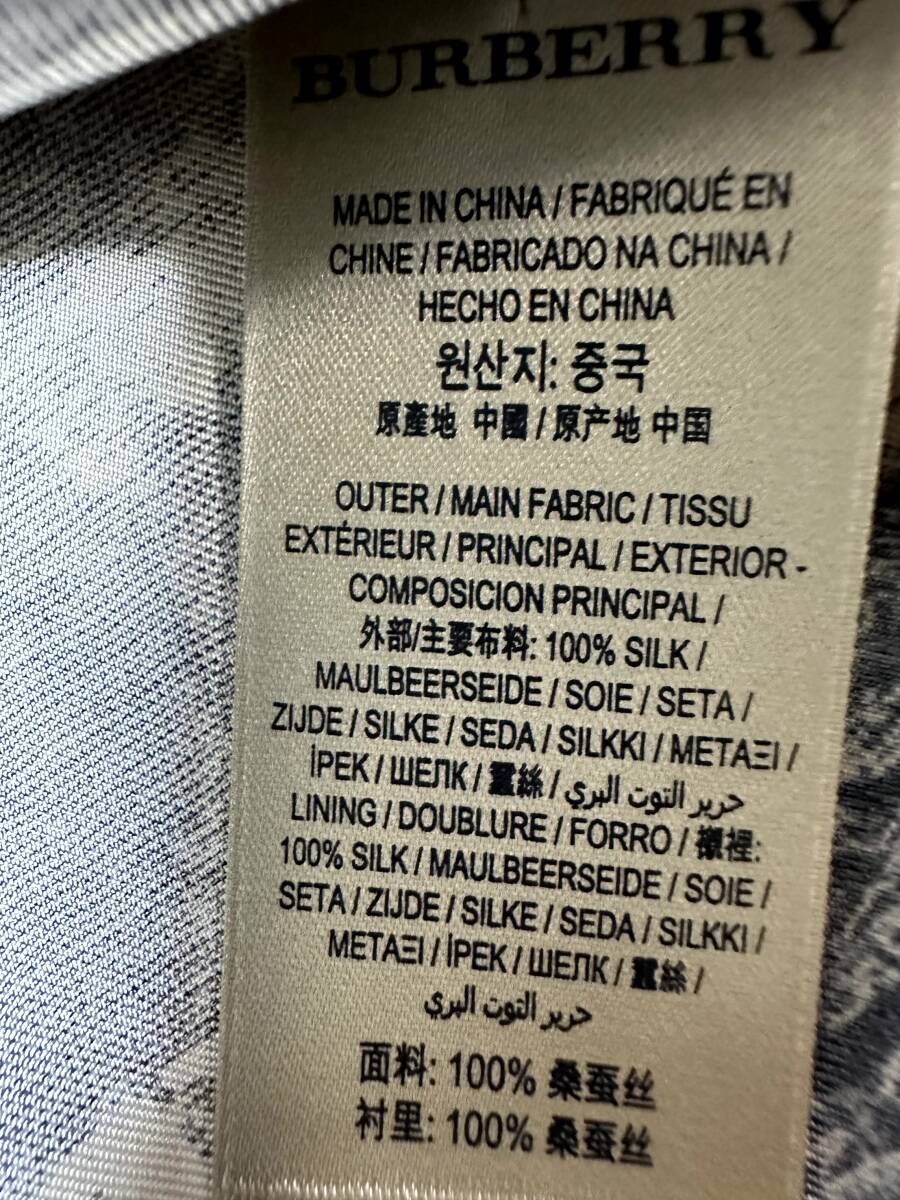 BURBERRY
MADE IN CHINA / FABRIQUÉ EN
CHINE / FABRICADO NA CHINA /
HECHO EN CHINA
원산지: 중국
原產地 中國 / 原产地 中国
OUTER / MAIN FABRIC / TISSU
EXTÉRIEUR / PRINCIPAL / EXTERIOR -
COMPOSICION PRINCIPAL /
外部/主要布料: 100% SILK /
MAULBEERSEIDE / SOIE / SETA /
ZIJDE / SILKE / SEDA / SILKKI / ΜΕΤΑΞΙ /
İPEK / ШЕЛК / 蠶絲 / حرير التوت البري
LINING / DOUBLURE / FORRO / 襯裡:
100% SILK / MAULBEERSEIDE / SOIE /
SETA / ZIJDE / SILKE / SEDA / SILKKI /
ΜΕΤΑΞΙ / İPEK / ШЕЛК / 蠶絲 /
حرير التوت البري
面料: 100% 桑蚕丝
衬里: 100% 桑蚕丝